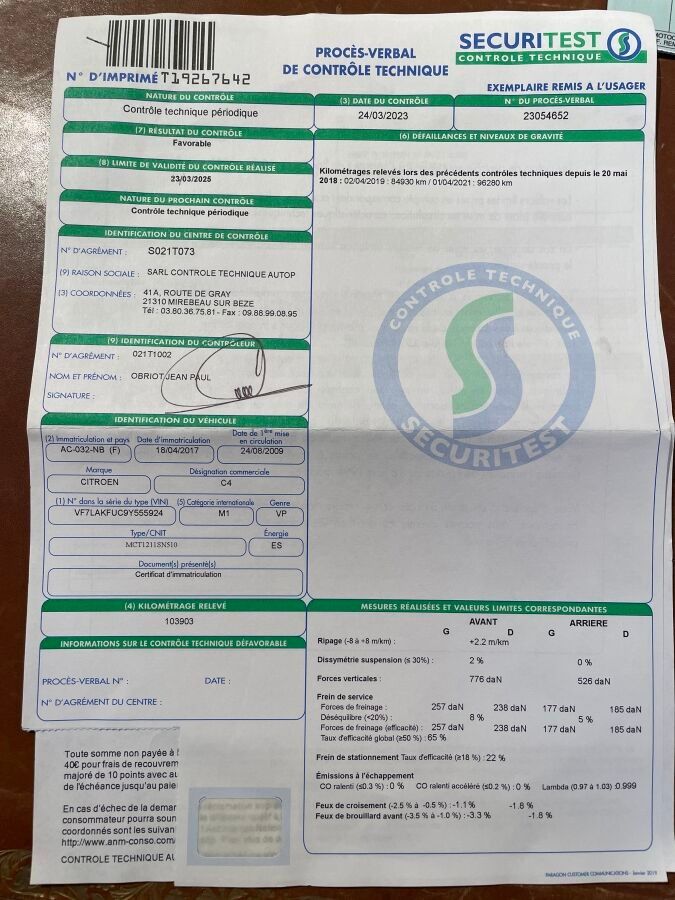 N° D'IMPRIMÉ T19267642
PROCÈS-VERBAL
DE CONTRÔLE TECHNIQUE
SECURITEST
CONTROLE TECHNIQUE
EXEMPLAIRE REMIS A L'USAGER
NATURE DU CONTRÔLE
Contrôle technique périodique
(3) DATE DU CONTRÔLE
24/03/2023
N° DU PROCÈS-VERBAL
23054652
(7) RÉSULTAT DU CONTRÔLE
Favorable
(8) LIMITE DE VALIDITÉ DU CONTRÔLE RÉALISÉ
23/03/2025
NATURE DU PROCHAIN CONTRÔLE
Contrôle technique périodique
(6) DÉFAILLANCES ET NIVEAUX DE GRAVITÉ
Kilométrages relevés lors des précédents contrôles techniques depuis le 20 mai
2018 : 02/04/2019 : 84930 km / 01/04/2021 : 96280 km
CONTROLE TECHNIQUE
SECURITEST
IDENTIFICATION DU CENTRE DE CONTRÔLE
N° D'AGRÉMENT : S021T073
(9) RAISON SOCIALE : SARL CONTROLE TECHNIQUE AUTOP
(3) COORDONNÉES : 41A, ROUTE DE GRAY
21310 MIREBEAU SUR BEZE
Tél : 03.80.36.75.81 - Fax : 09.88.99.08.95
(9) IDENTIFICATION DU CONTRÔLEUR
N° D'AGRÉMENT : 021T1002
NOM ET PRÉNOM : OBRIOT JEAN PAUL
SIGNATURE :
IDENTIFICATION DU VÉHICULE
(2) Immatriculation et pays Date d'immatriculation Date de 1ère mise
en circulation
AC-032-NB (F) 18/04/2017 24/08/2009
Marque Désignation commerciale
CITROEN C4
(1) N° dans la série du type (VIN) (5) Catégorie internationale Genre
VF7LAKFUC9Y555924 M1 VP
Type/CNIT Énergie
MCT1211SN510 ES
Document(s) présenté(s)
Certificat d'immatriculation
(4) KILOMÉTRAGE RELEVÉ
103903
INFORMATIONS SUR LE CONTRÔLE TECHNIQUE DÉFAVORABLE
PROCÈS-VERBAL N° : DATE :
N° D'AGRÉMENT DU CENTRE :
MESURES RÉALISÉES ET VALEURS LIMITES CORRESPONDANTES
AVANT ARRIERE
G D G D
Ripage (-8 à +8 m/km) : +2.2 m/km
Dissymétrie suspension (≤ 30%) : 2 % 0 %
Forces verticales : 776 daN 526 daN
Frein de service
Forces de freinage : 257 daN 238 daN 177 daN 185 daN
Déséquilibre (<20%) : 8 % 5 %
Forces de freinage (efficacité) : 257 daN 238 daN 177 daN 185 daN
Taux d'efficacité global (≥50 %) : 65 %
Frein de stationnement Taux d'efficacité (≥18 %) : 22 %
Émissions à l'échappement
CO ralenti (≤0.3 %) : 0 % CO ralenti accéléré (≤0.2 %) : 0 % Lambda (0.97 à 1.03) :0.999
Feux de croisement (-2.5 % à -0.5 %) :-1.1% -1.8 %
Feux de brouillard avant (-3.5 % à -1.0 %) :-3.3 % -1.8 %
PARAGON CUSTOMER COMMUNICATIONS - Janvier 2019
Toute somme non payée à
40€ pour frais de recouvrem
majoré de 10 points avec au
de l'échéance jusqu'au paie
En cas d'échec de la demar
consommateur pourra soum
coordonnés sont les suivant
http://www.anm-conso.com/
CONTROLE TECHNIQUE AU